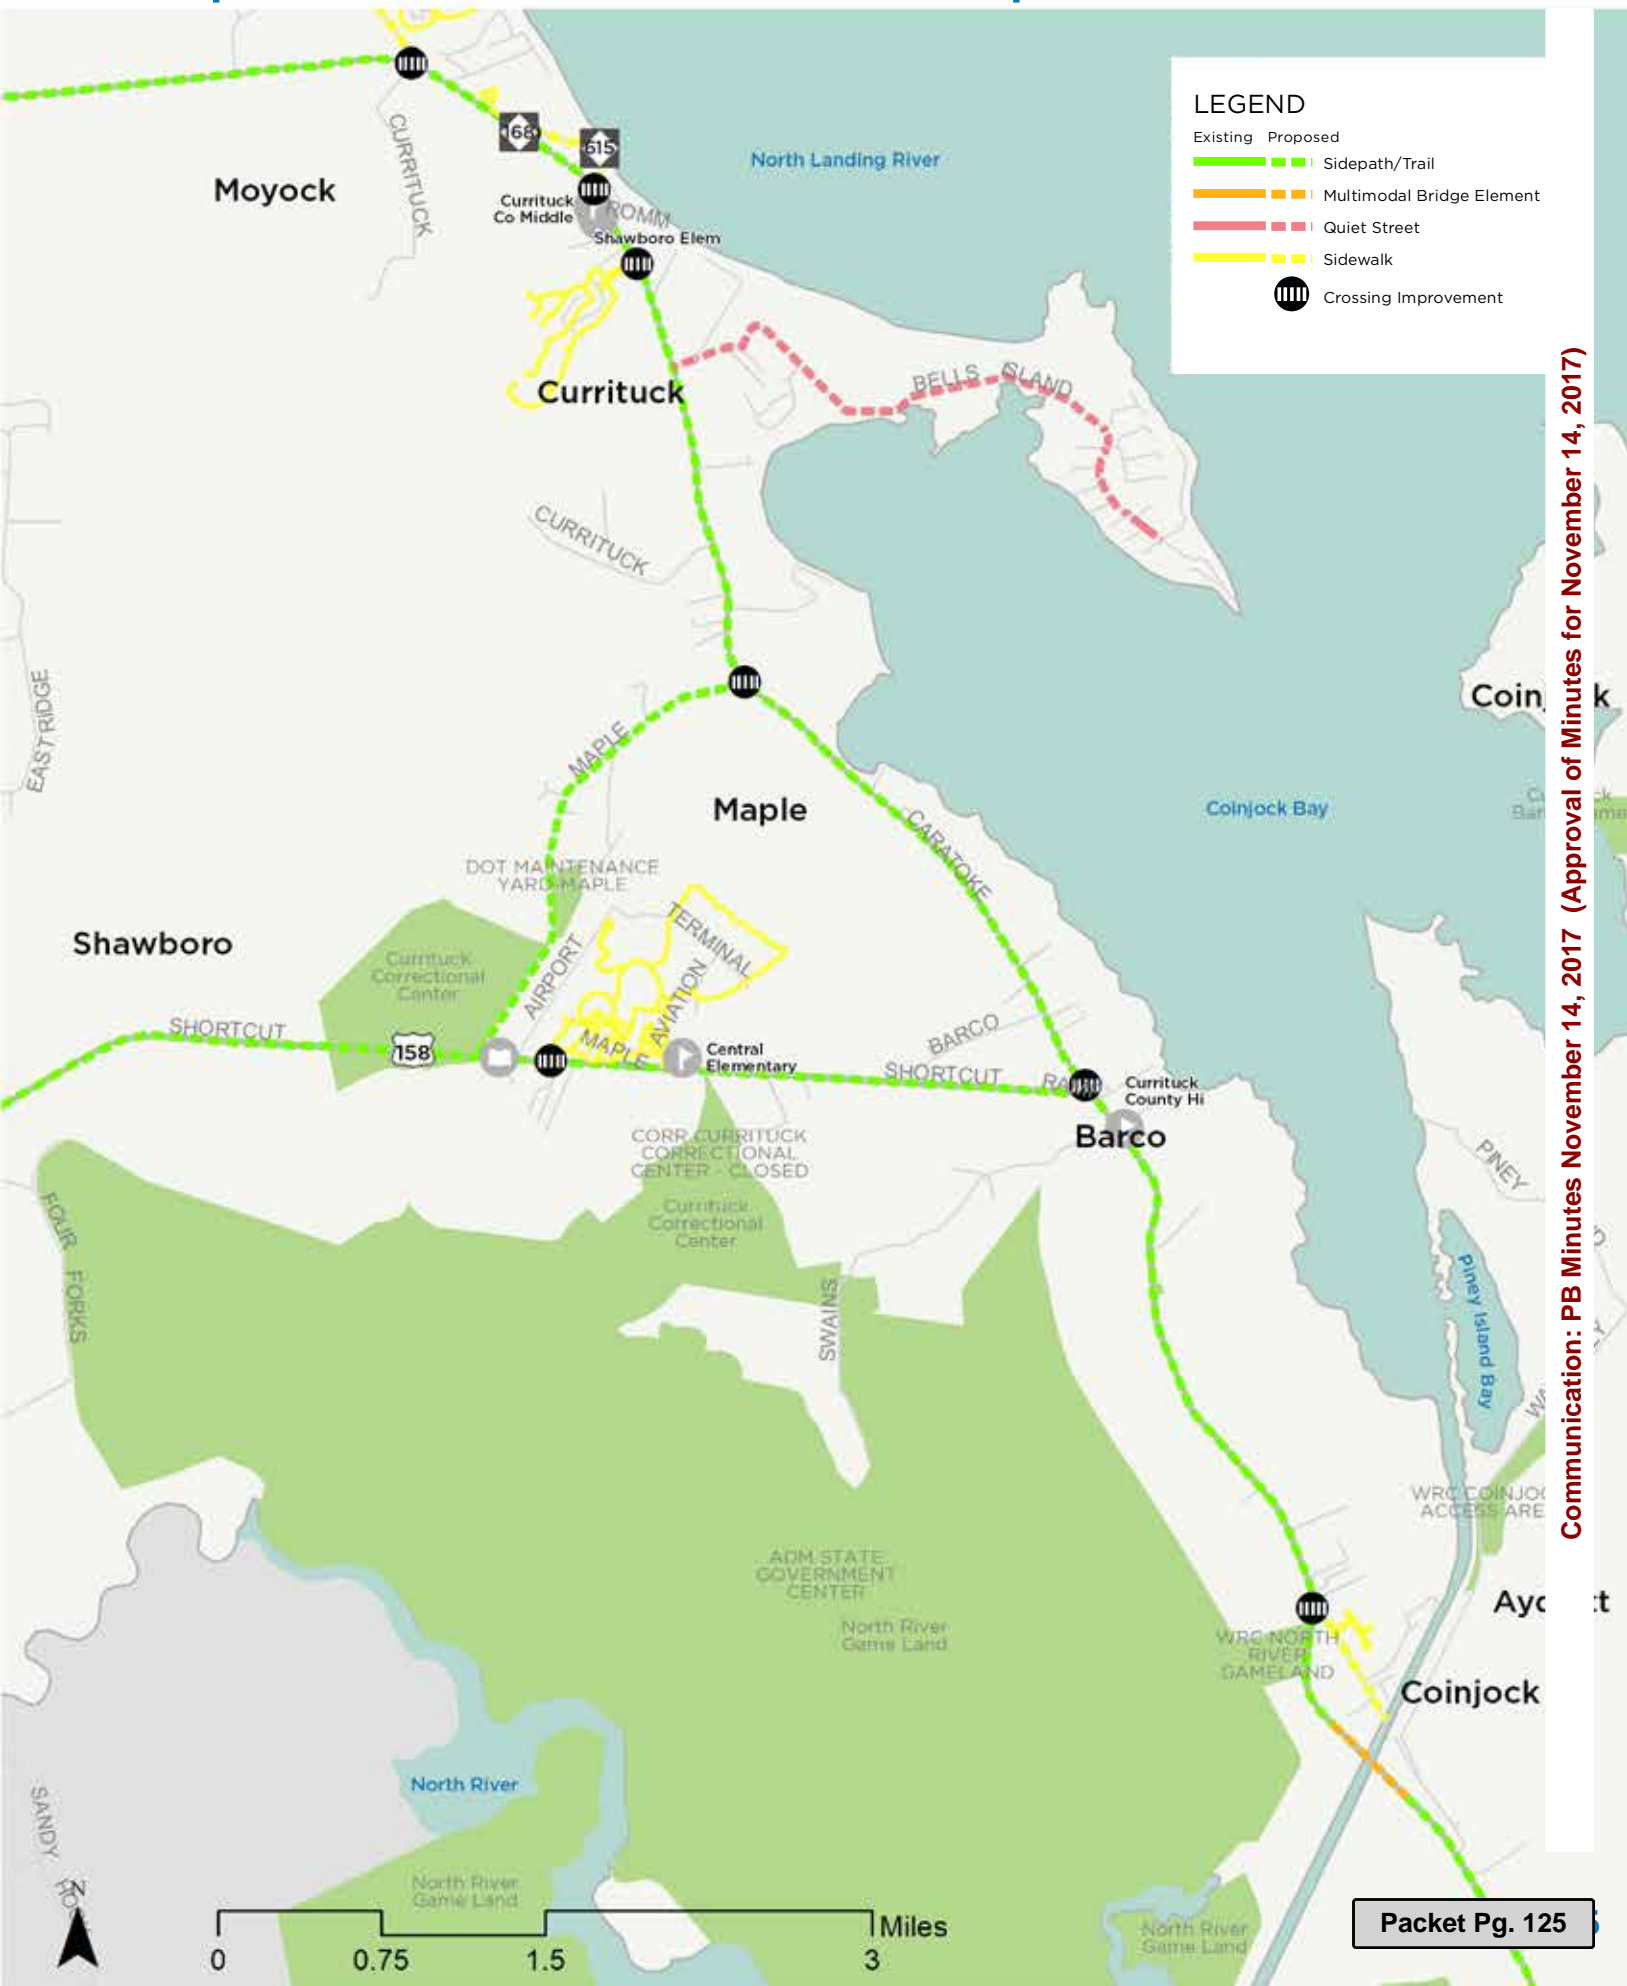 LEGEND
Existing Proposed
Sidepath/Trail
Multimodal Bridge Element
Quiet Street
Sidewalk
Crossing Improvement
168
615
CURRITUCK
Moyock
North Landing River
Currituck
Co Middle
ROMM
Shawboro Elem
Currituck
BELLS ISLAND
CURRITUCK
EASTRIDGE
MAPLE
Maple
Coinjock Bay
CARATOKE
DOT MAINTENANCE
YARD-MAPLE
Shawboro
Currituck
Correctional
Center
TERMINAL
AIRPORT
AVIATION
SHORTCUT
158
MAPLE
Central
Elementary
BARCO
SHORTCUT
Currituck
County Hi
Barco
CORR CURRITUCK
CORRECTIONAL
CENTER - CLOSED
Currituck
Correctional
Center
FOUR FORKS
SWAINS
PINEY
Piney Island Bay
WRC COINJOC
ACCESS ARE
ADM STATE
GOVERNMENT
CENTER
North River
Game Land
WRC NORTH
RIVER
GAMELAND
Coinjock
North River
SANDY
North River
Game Land
North River
Game Land
N
0 0.75 1.5 3 Miles
Communication: PB Minutes November 14, 2017 (Approval of Minutes for November 14, 2017)
Packet Pg. 125